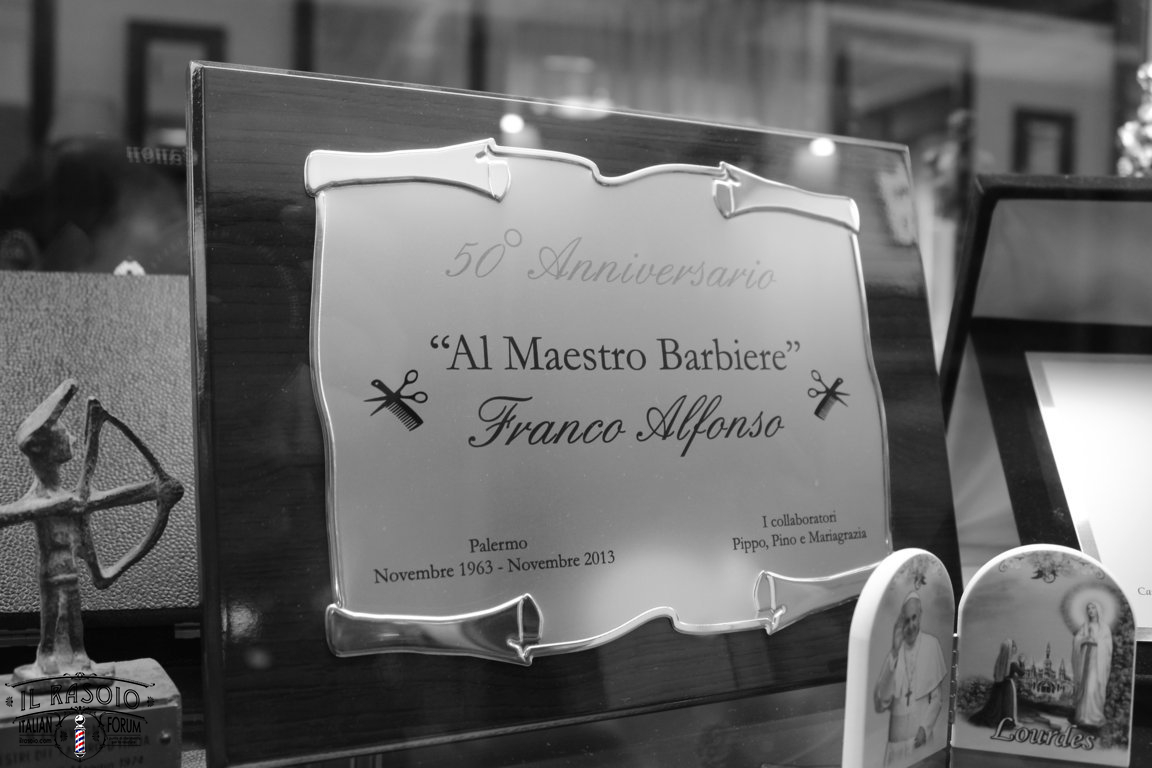 50° Anniversario
“Al Maestro Barbiere”
Franco Alfonso
Palermo
Novembre 1963 - Novembre 2013
I collaboratori
Pippo, Pino e Mariagrazia
Lourdes
IL RASOIO
ITALIAN FORUM